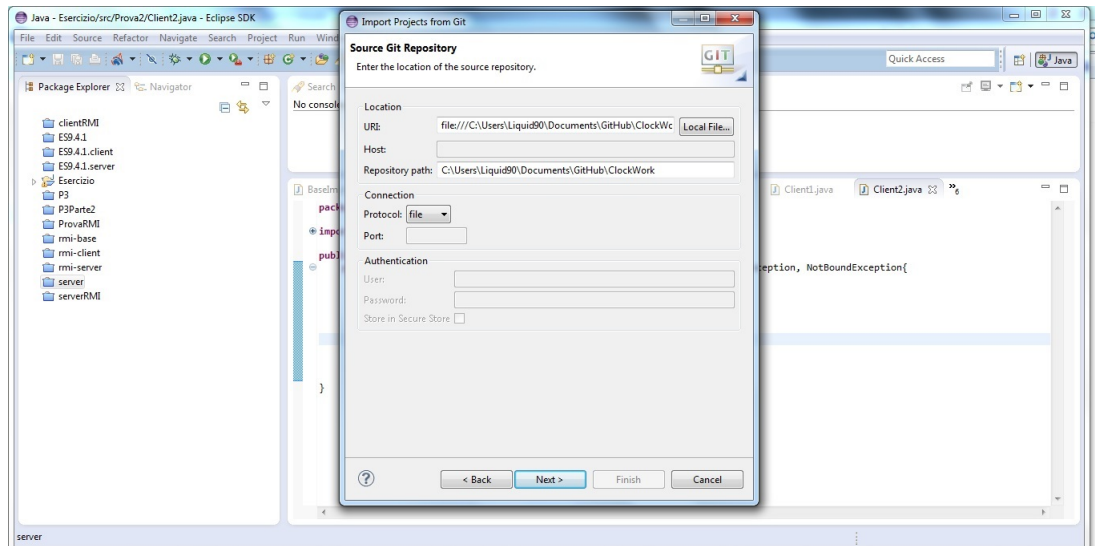 Java - Esercizio/src/Prova2/Client2.java - Eclipse SDK
File Edit Source Refactor Navigate Search Project Run Wind
Quick Access
Java
Package Explorer
Navigator
clientRMI
ES9.4.1
ES9.4.1.client
ES9.4.1.server
Esercizio
P3
P3Parte2
ProvaRMI
rmi-base
rmi-client
rmi-server
server
serverRMI
Search
No console
BaseIm
Client1.java
Client2.java
»6
pack
impo
publ
ception, NotBoundException{
}
Import Projects from Git
Source Git Repository
Enter the location of the source repository.
GIT
Location
URI: file:///C:\Users\Liquid90\Documents\GitHub\ClockWc Local File...
Host:
Repository path: C:\Users\Liquid90\Documents\GitHub\ClockWork
Connection
Protocol: file
Port:
Authentication
User:
Password:
Store in Secure Store
?
< Back Next > Finish Cancel
server